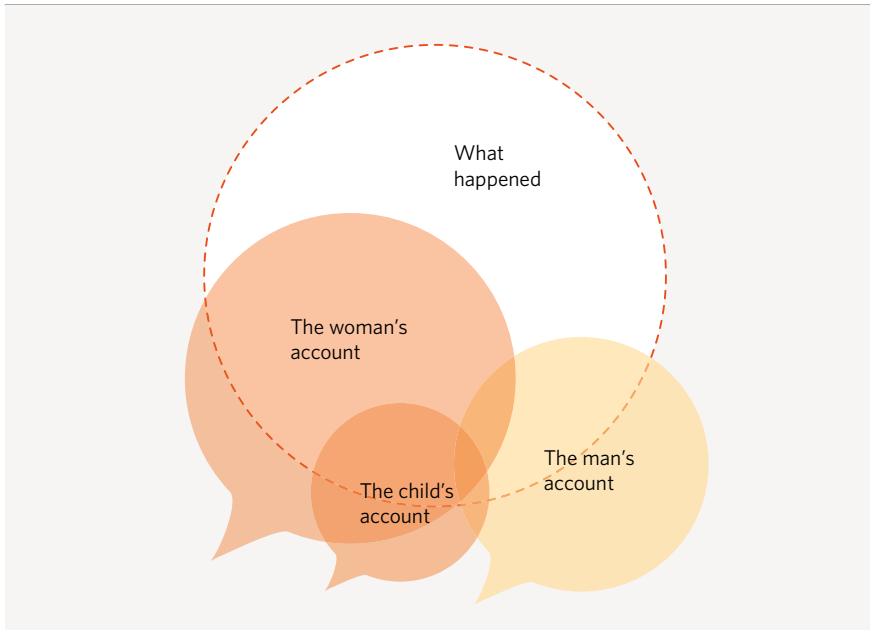 What
happened
The woman’s
account
The man’s
account
The child’s
account